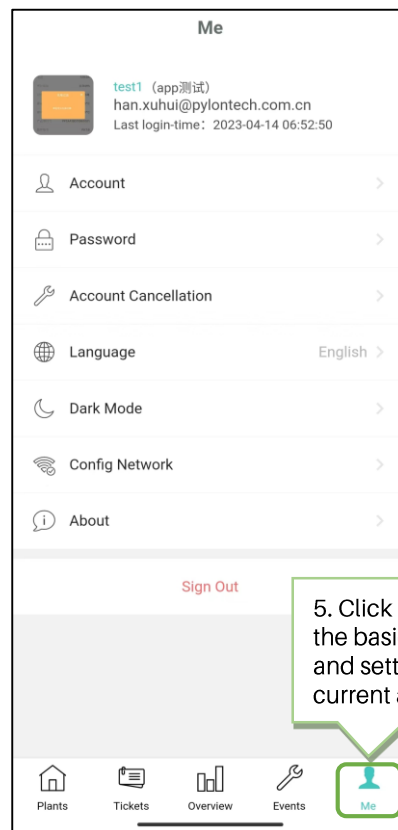 Me
test1（app测试）
han.xuhui@pylontech.com.cn
Last login-time：2023-04-14 06:52:50
Account
Password
Account Cancellation
Language English
Dark Mode
Config Network
About
Sign Out
5. Click
the basi
and sett
current a
Plants Tickets Overview Events Me